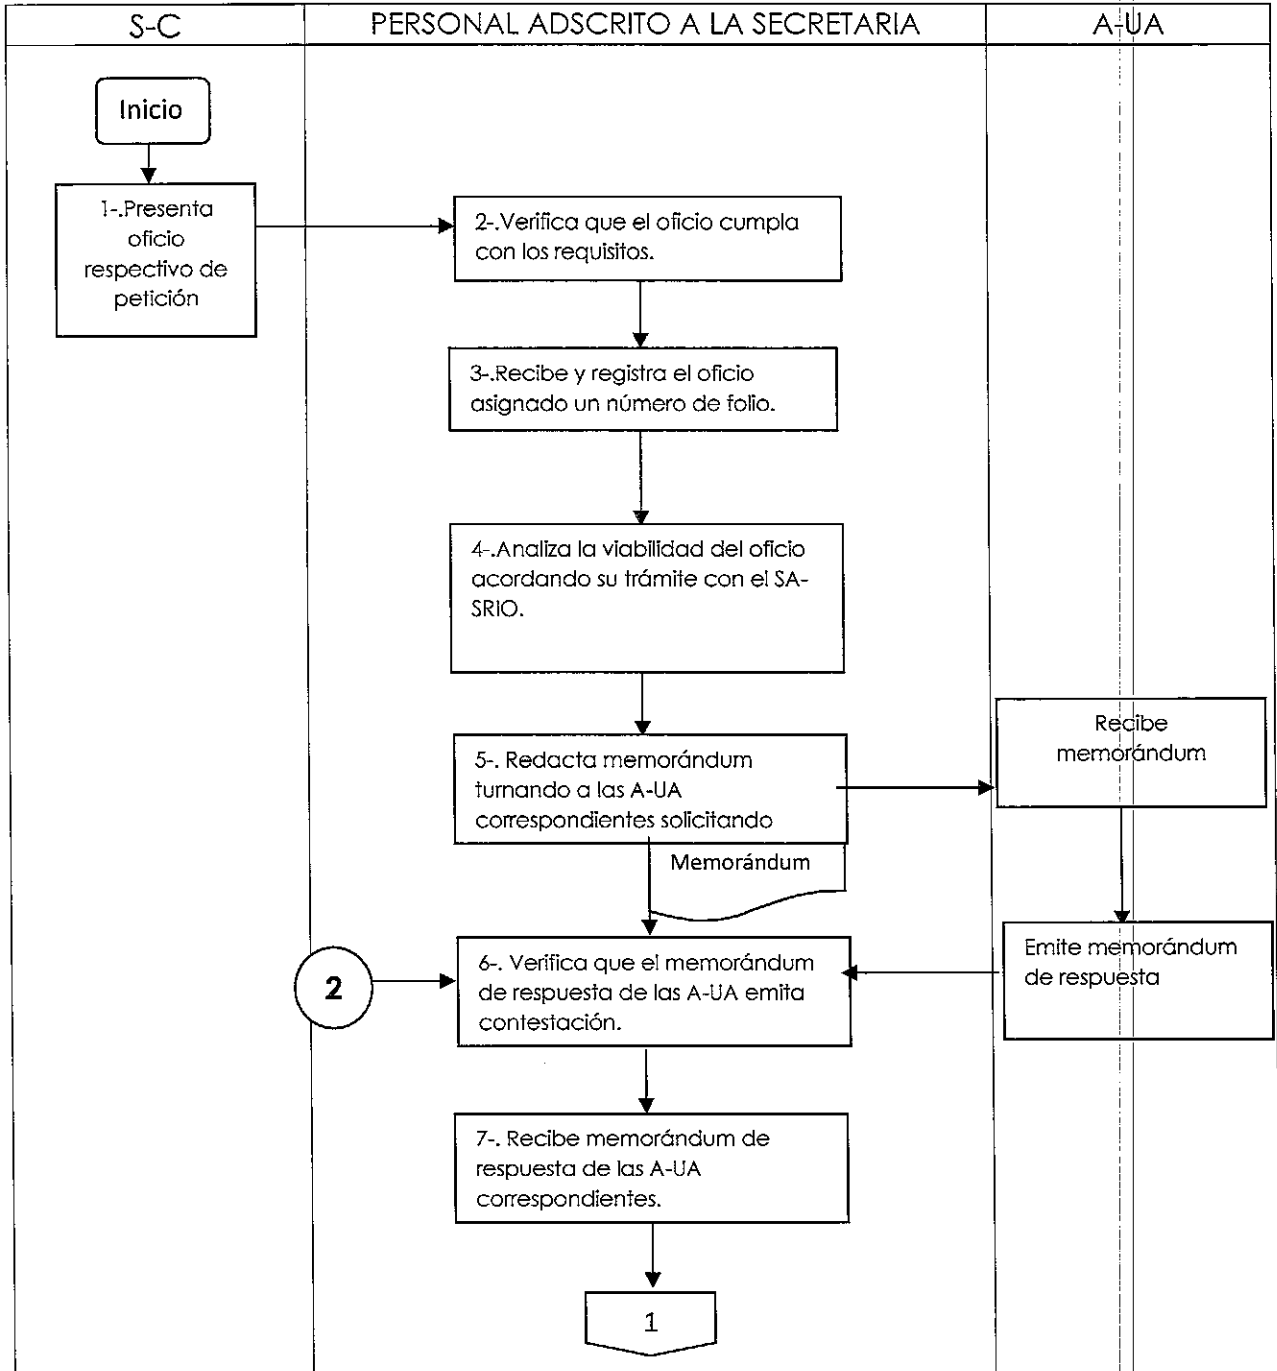 S-C
PERSONAL ADSCRITO A LA SECRETARIA
A-UA
Inicio
1-.Presenta
oficio
respectivo de
petición
2-.Verifica que el oficio cumpla
con los requisitos.
3-.Recibe y registra el oficio
asignado un número de folio.
4-.Analiza la viabilidad del oficio
acordando su trámite con el SA-
SRIO.
5-. Redacta memorándum
turnando a las A-UA
correspondientes solicitando
Recibe
memorándum
Memorándum
2
6-. Verifica que el memorándum
de respuesta de las A-UA emita
contestación.
Emite memorándum
de respuesta
7-. Recibe memorándum de
respuesta de las A-UA
correspondientes.
1